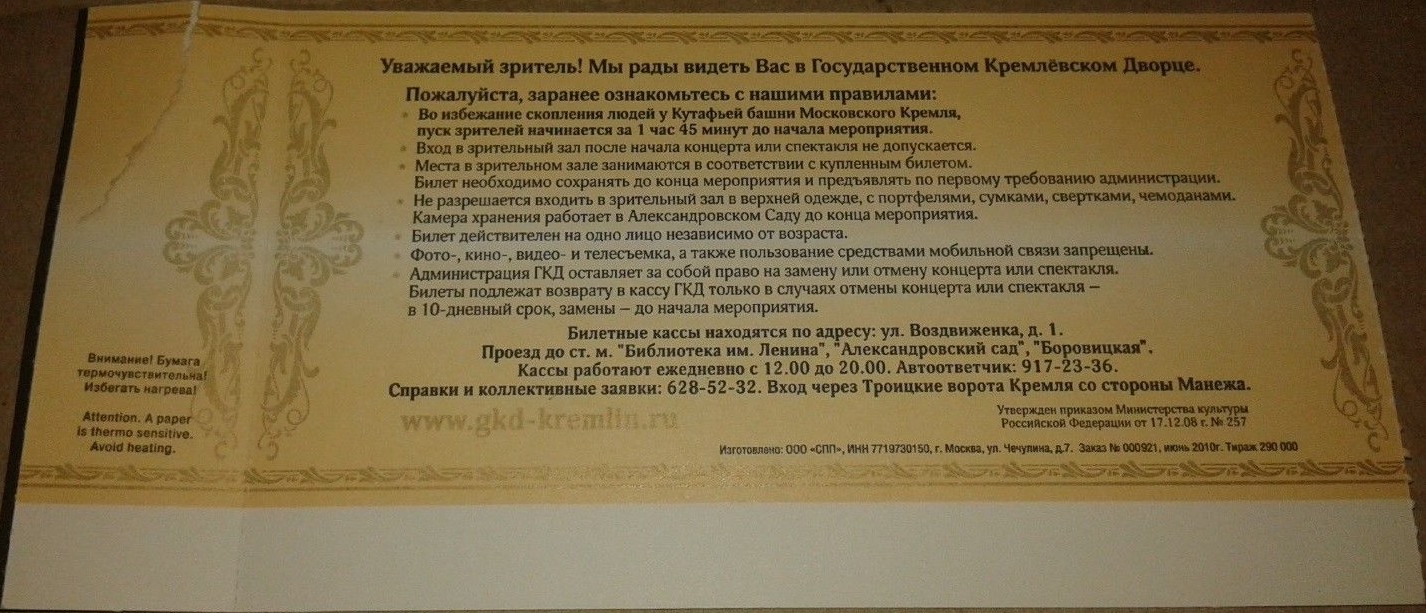 Уважаемый зритель! Мы рады видеть Вас в Государственном Кремлёвском Дворце.
Пожалуйста, заранее ознакомьтесь с нашими правилами:
Во избежание скопления людей у Кутафьей башни Московского Кремля,
пуск зрителей начинается за 1 час 45 минут до начала мероприятия.
Вход в зрительный зал после начала концерта или спектакля не допускается.
Места в зрительном зале занимаются в соответствии с купленным билетом.
Билет необходимо сохранять до конца мероприятия и предъявлять по первому требованию администрации.
Не разрешается входить в зрительный зал в верхней одежде, с портфелями, сумками, свертками, чемоданами.
Камера хранения работает в Александровском Саду до конца мероприятия.
Билет действителен на одно лицо независимо от возраста.
Фото-, кино-, видео- и телесъемка, а также пользование средствами мобильной связи запрещены.
Администрация ГКД оставляет за собой право на замену или отмену концерта или спектакля.
Билеты подлежат возврату в кассу ГКД только в случаях отмены концерта или спектакля –
в 10-дневный срок, замены – до начала мероприятия.
Билетные кассы находятся по адресу: ул. Воздвиженка, д. 1.
Проезд до ст. м. "Библиотека им. Ленина", "Александровский сад", "Боровицкая".
Кассы работают ежедневно с 12.00 до 20.00. Автоответчик: 917-23-36.
Справки и коллективные заявки: 628-52-32. Вход через Троицкие ворота Кремля со стороны Манежа.
www.gkd-kremlin.ru
Утвержден приказом Министерства культуры
Российской Федерации от 17.12.08 г. № 257
Изготовлено: ООО «СПП», ИНН 7719730150, г. Москва, ул. Чечулина, д.7. Заказ № 000921, июнь 2010г. Тираж 290 000
Внимание! Бумага
термочувствительна!
Избегать нагрева!
Attention. A paper
is thermo sensitive.
Avoid heating.